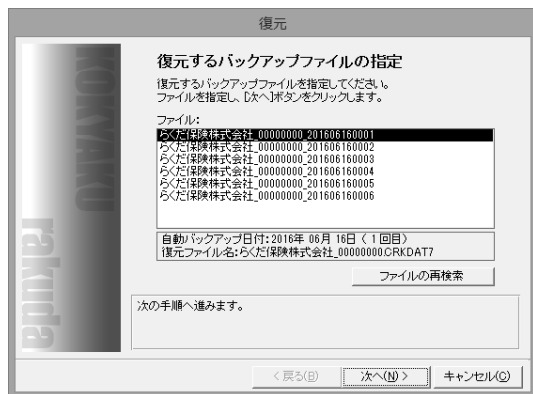 復元
KOKYAKU
rakuda
復元するバックアップファイルの指定
復元するバックアップファイルを指定してください。
ファイルを指定し、[次へ]ボタンをクリックします。
ファイル:
らくだ保険株式会社_00000000_201606160001
らくだ保険株式会社_00000000_201606160002
らくだ保険株式会社_00000000_201606160003
らくだ保険株式会社_00000000_201606160004
らくだ保険株式会社_00000000_201606160005
らくだ保険株式会社_00000000_201606160006
自動バックアップ日付:2016年 06月 16日 ( 1回目)
復元ファイル名:らくだ保険株式会社_00000000.CRKDAT7
ファイルの再検索
次の手順へ進みます。
< 戻る(B)
次へ(N) >
キャンセル(C)